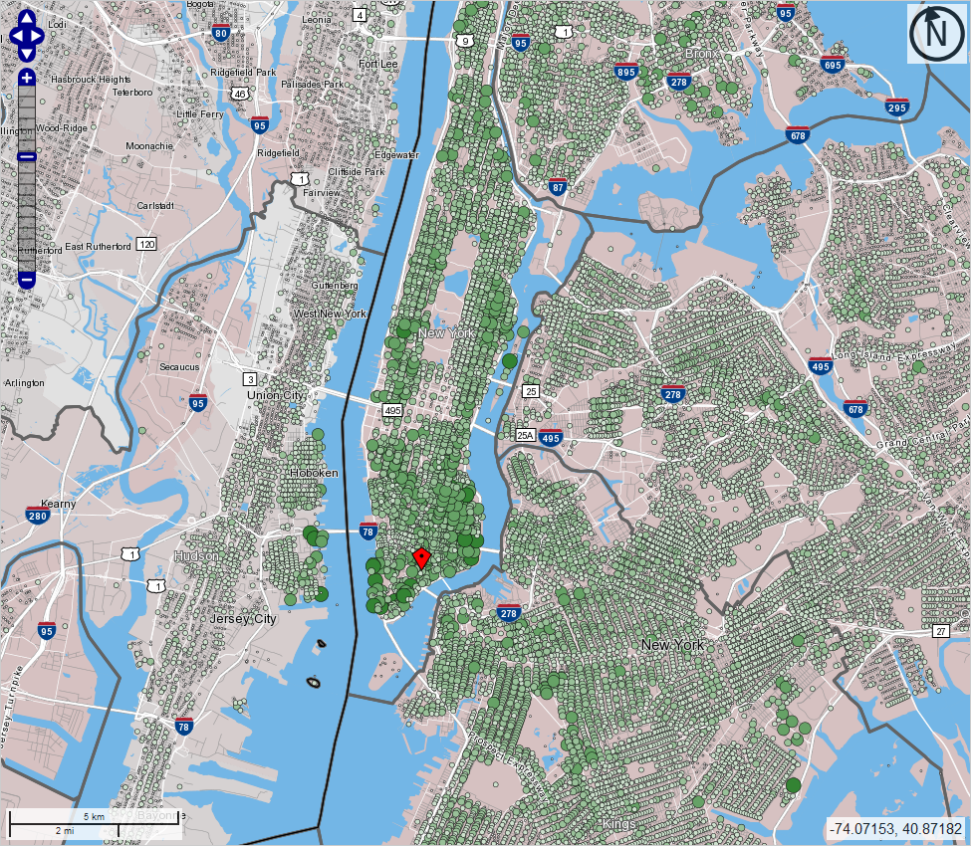 Bogota
Lodi
Leonia
4
95
80
9
1
95
Fort Lee
Bronx
Ridgefield Park
695
895
278
Hasbrouck Heights
Palisades Park
Teterboro
46
295
Little Ferry
95
Wood-Ridge
678
Moonachie
Ridgefield
Edgewater
Cliffside Park
1
87
Fairview
Carlstadt
120
East Rutherford
Rutherford
Guttenberg
West New York
New York
Secaucus
495
Arlington
3
25
278
Union City
95
495
678
25A
495
Hoboken
Kearny
280
78
1
Hudson
1
278
Jersey City
95
27
New York
78
5 km
2 mi
Bayonne
Kings
N
-74.07153, 40.87182